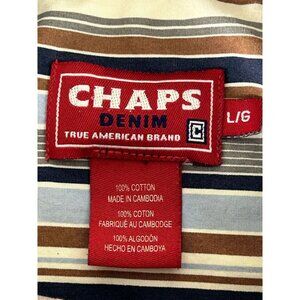 CHAPS
DENIM
C
TRUE AMERICAN BRAND
L/G
100% COTTON
MADE IN CAMBODIA
100% COTON
FABRIQUÉ AU CAMBODGE
100% ALGODÓN
HECHO EN CAMBOYA